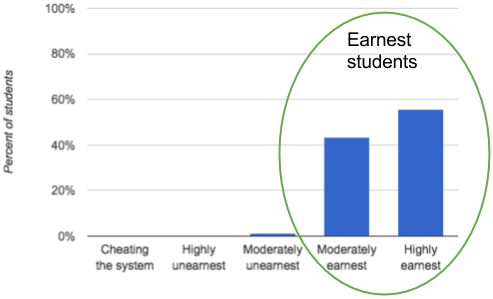 100%
80%
60%
40%
20%
0%
Percent of students
Earnest
students
Cheating
the system
Highly
unearnest
Moderately
unearnest
Moderately
earnest
Highly
earnest